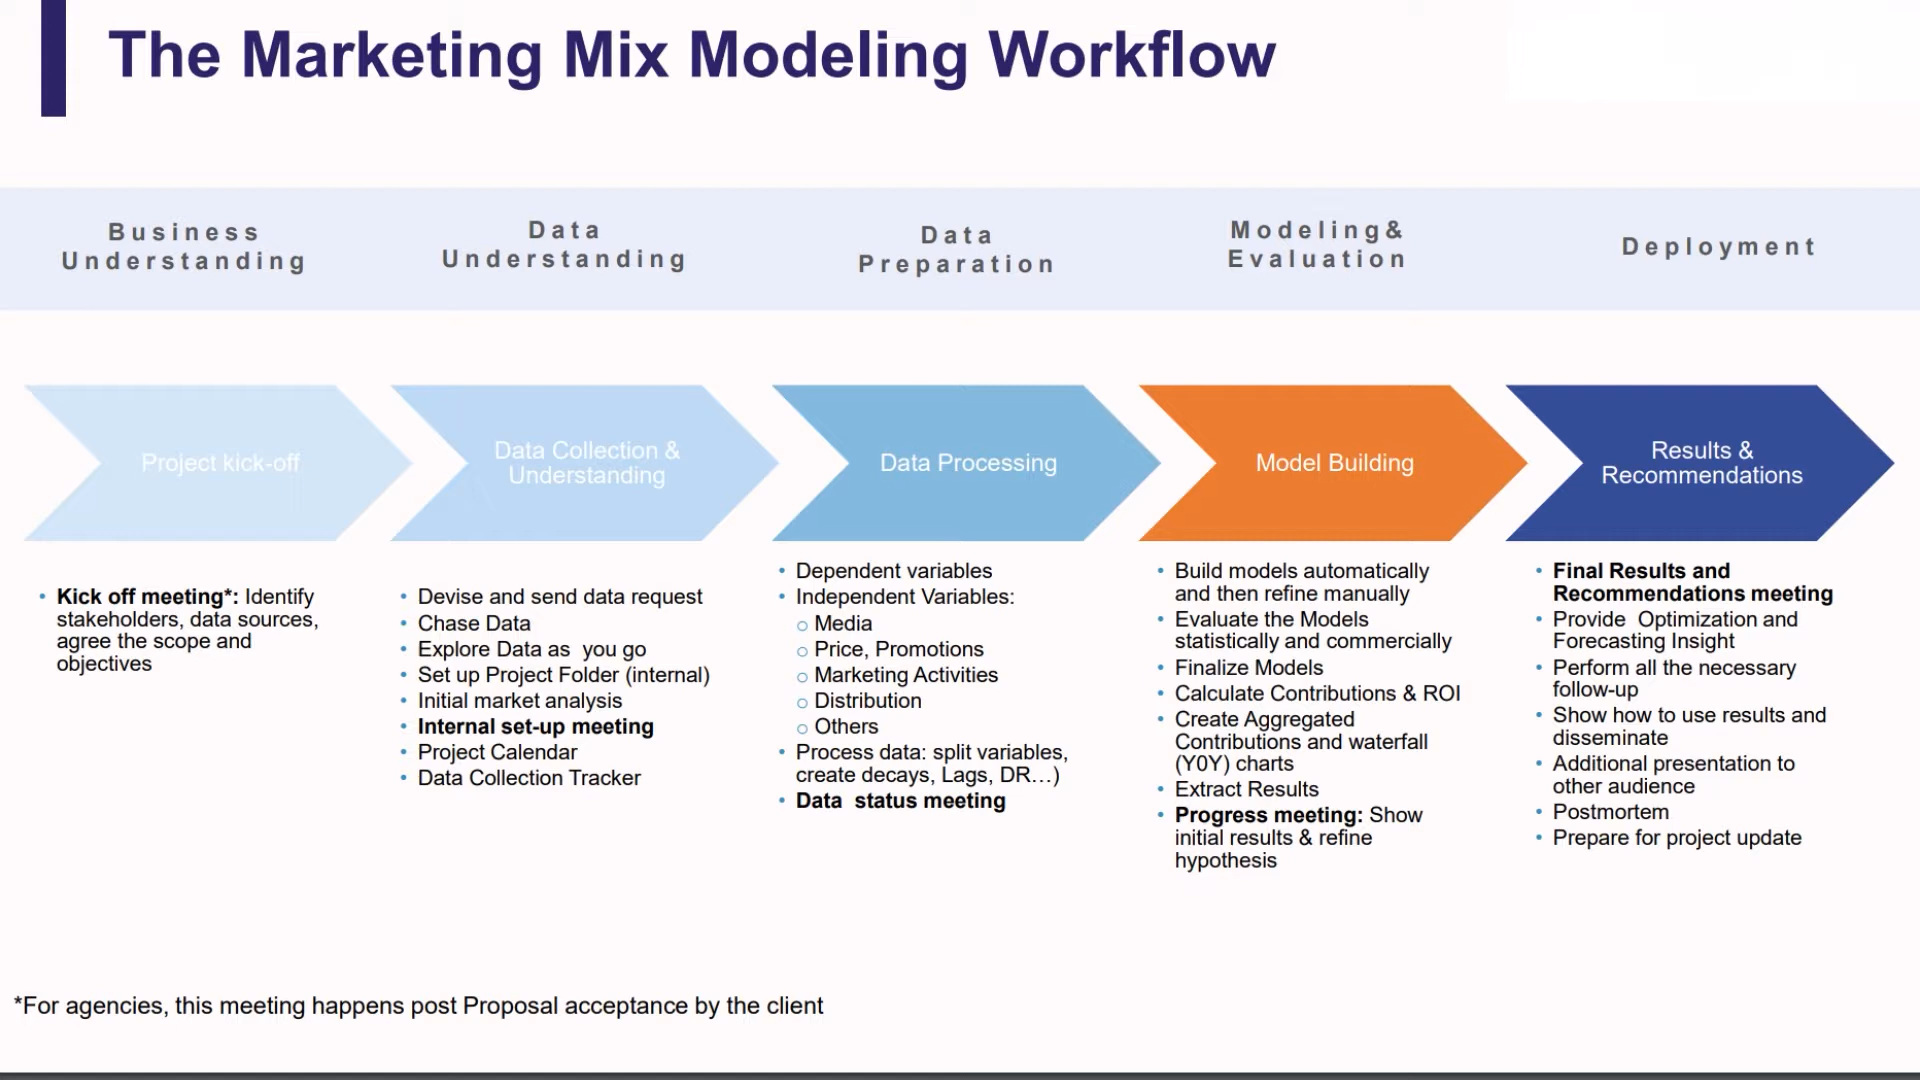 The Marketing Mix Modeling Workflow
Business
Understanding
Data
Understanding
Data
Preparation
Modeling&
Evaluation
Deployment
Project kick-off
Data Collection &
Understanding
Data Processing
Model Building
Results &
Recommendations
• Kick off meeting*: Identify
stakeholders, data sources,
agree the scope and
objectives
• Devise and send data request
• Chase Data
• Explore Data as  you go
• Set up Project Folder (internal)
• Initial market analysis
• Internal set-up meeting
• Project Calendar
• Data Collection Tracker
• Dependent variables
• Independent Variables:
o Media
o Price, Promotions
o Marketing Activities
o Distribution
o Others
• Process data: split variables,
create decays, Lags, DR…)
• Data  status meeting
• Build models automatically
and then refine manually
• Evaluate the Models
statistically and commercially
• Finalize Models
• Calculate Contributions & ROI
• Create Aggregated
Contributions and waterfall
(Y0Y) charts
• Extract Results
• Progress meeting: Show
initial results & refine
hypothesis
• Final Results and
Recommendations meeting
• Provide  Optimization and
Forecasting Insight
• Perform all the necessary
follow-up
• Show how to use results and
disseminate
• Additional presentation to
other audience
• Postmortem
• Prepare for project update
*For agencies, this meeting happens post Proposal acceptance by the client